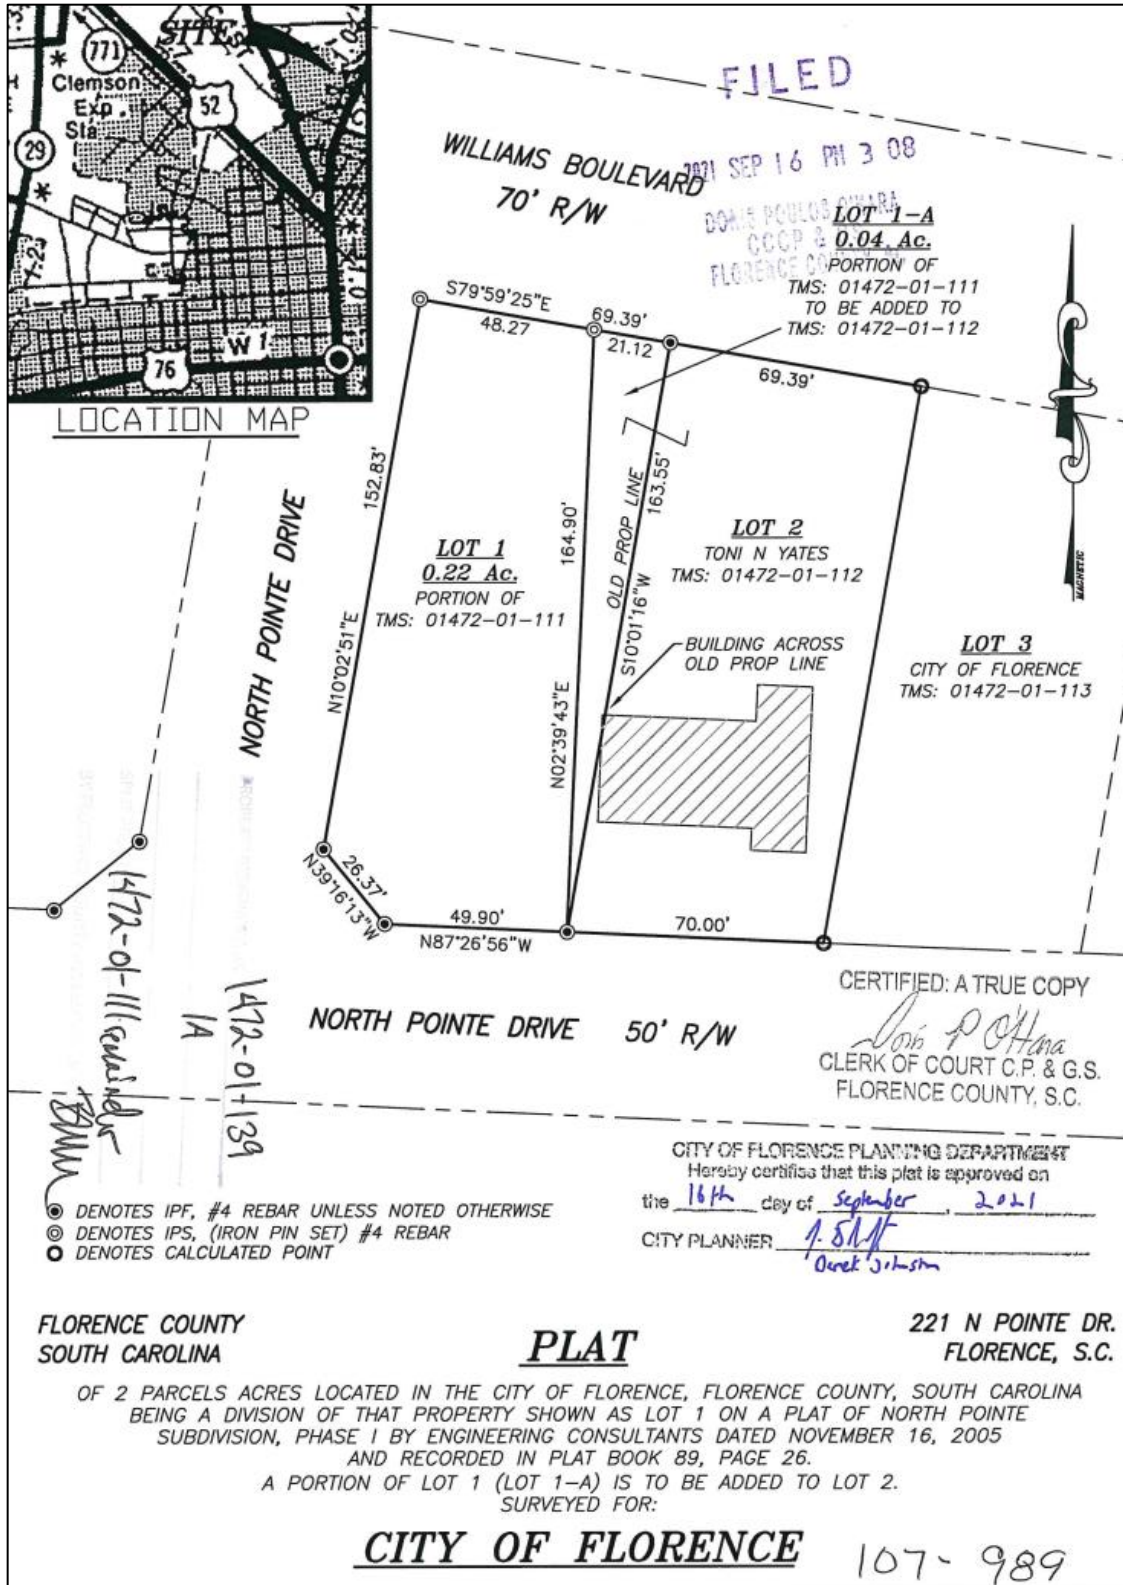 SITE
771
Clemson
Exp.
Sta.
52
29
76
W 1
LOCATION MAP
FILED
2021 SEP 16 PM 3 08
CCCP &
FLORENCE COUNTY
WILLIAMS BOULEVARD
70' R/W
LOT 1-A
0.04 Ac.
PORTION OF
TMS: 01472-01-111
TO BE ADDED TO
TMS: 01472-01-112
S79°59'25"E
48.27
69.39'
21.12
69.39'
152.83'
N10°02'51"E
NORTH POINTE DRIVE
LOT 1
0.22 Ac.
PORTION OF
TMS: 01472-01-111
164.90'
N02°39'43"E
OLD PROP LINE
163.55'
S10°01'16"W
LOT 2
TONI N YATES
TMS: 01472-01-112
BUILDING ACROSS
OLD PROP LINE
LOT 3
CITY OF FLORENCE
TMS: 01472-01-113
MAGNETIC
26.37'
N39°16'13"W
49.90'
N87°26'56"W
70.00'
NORTH POINTE DRIVE 50' R/W
1472-01-111
1A
1472-01-139
CERTIFIED: A TRUE COPY
Doris P O'Hara
CLERK OF COURT C.P. & G.S.
FLORENCE COUNTY, S.C.
CITY OF FLORENCE PLANNING DEPARTMENT
Hereby certifies that this plat is approved on
the 16th day of September, 2021
CITY PLANNER
Derek Johnston
DENOTES IPF, #4 REBAR UNLESS NOTED OTHERWISE
DENOTES IPS, (IRON PIN SET) #4 REBAR
DENOTES CALCULATED POINT
FLORENCE COUNTY
SOUTH CAROLINA
PLAT
221 N POINTE DR.
FLORENCE, S.C.
OF 2 PARCELS ACRES LOCATED IN THE CITY OF FLORENCE, FLORENCE COUNTY, SOUTH CAROLINA
BEING A DIVISION OF THAT PROPERTY SHOWN AS LOT 1 ON A PLAT OF NORTH POINTE
SUBDIVISION, PHASE I BY ENGINEERING CONSULTANTS DATED NOVEMBER 16, 2005
AND RECORDED IN PLAT BOOK 89, PAGE 26.
A PORTION OF LOT 1 (LOT 1-A) IS TO BE ADDED TO LOT 2.
SURVEYED FOR:
CITY OF FLORENCE
107- 989